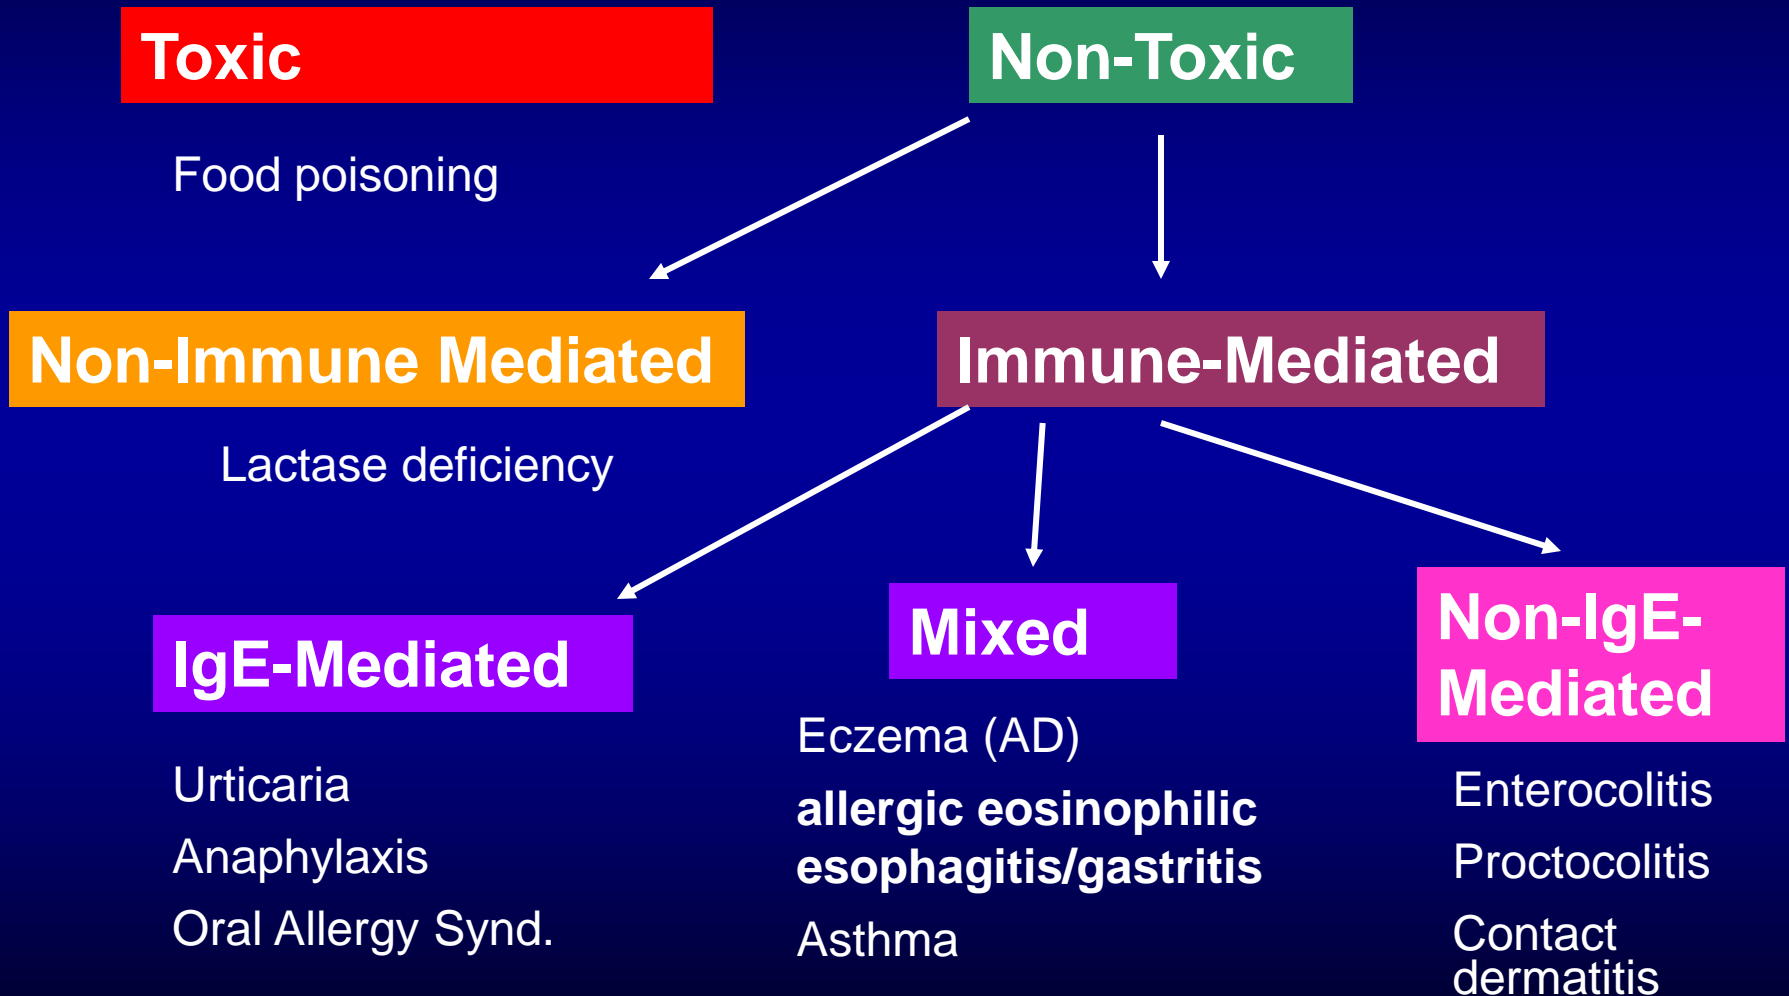 Toxic
Non-Toxic
Food poisoning
Non-Immune Mediated
Immune-Mediated
Lactase deficiency
IgE-Mediated
Urticaria
Anaphylaxis
Oral Allergy Synd.
Mixed
Eczema (AD)
allergic eosinophilic
esophagitis/gastritis
Asthma
Non-IgE-
Mediated
Enterocolitis
Proctocolitis
Contact
dermatitis